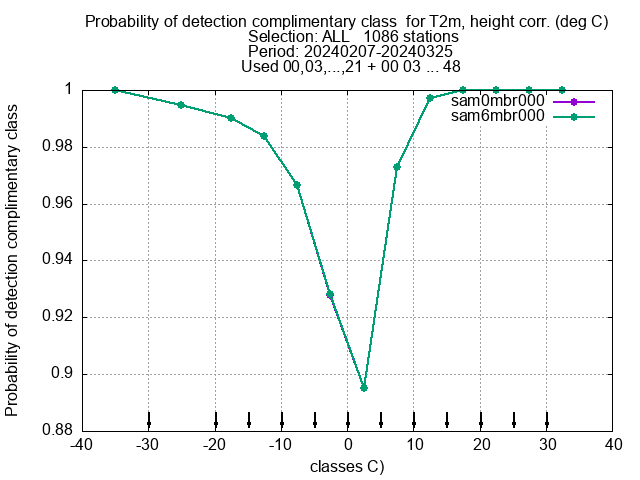 Probability of detection complimentary class  for T2m, height corr. (deg C)
Selection: ALL   1086 stations
Period: 20240207-20240325
Used 00,03,...,21 + 00 03 ... 48
Probability of detection complimentary class
1
0.98
0.96
0.94
0.92
0.9
0.88
sam0mbr000
sam6mbr000
-40 -30 -20 -10 0 10 20 30 40
classes C)